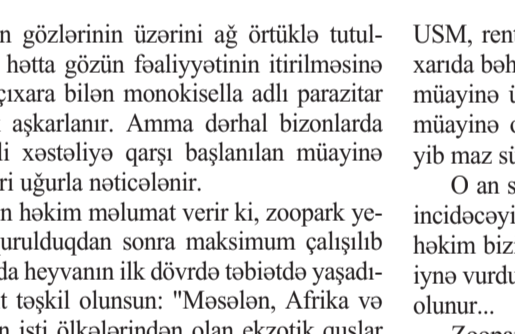 n gözlərinin üzərini ağ örtüklə tutul-
hətta gözün fəaliyyətinin itirilməsinə
çıxara bilən monokisella adlı parazitar
aşkarlanır. Amma dərhal bizonlarda
li xəstəliyə qarşı başlanılan müayinə
ri uğurla nəticələnir.
n həkim məlumat verir ki, zoopark ye-
urulduqdan sonra maksimum çalışılıb
da heyvanın ilk dövrdə təbiətdə yaşadı-
t təşkil olunsun: "Məsələn, Afrika və
n isti ölkələrindən olan ekzotik quşlar
USM, ren
xarıda bəh
müayinə
müayinə
yib maz sü
O an s
incidəcəyi
həkim biz
iynə vurdu
olunur...